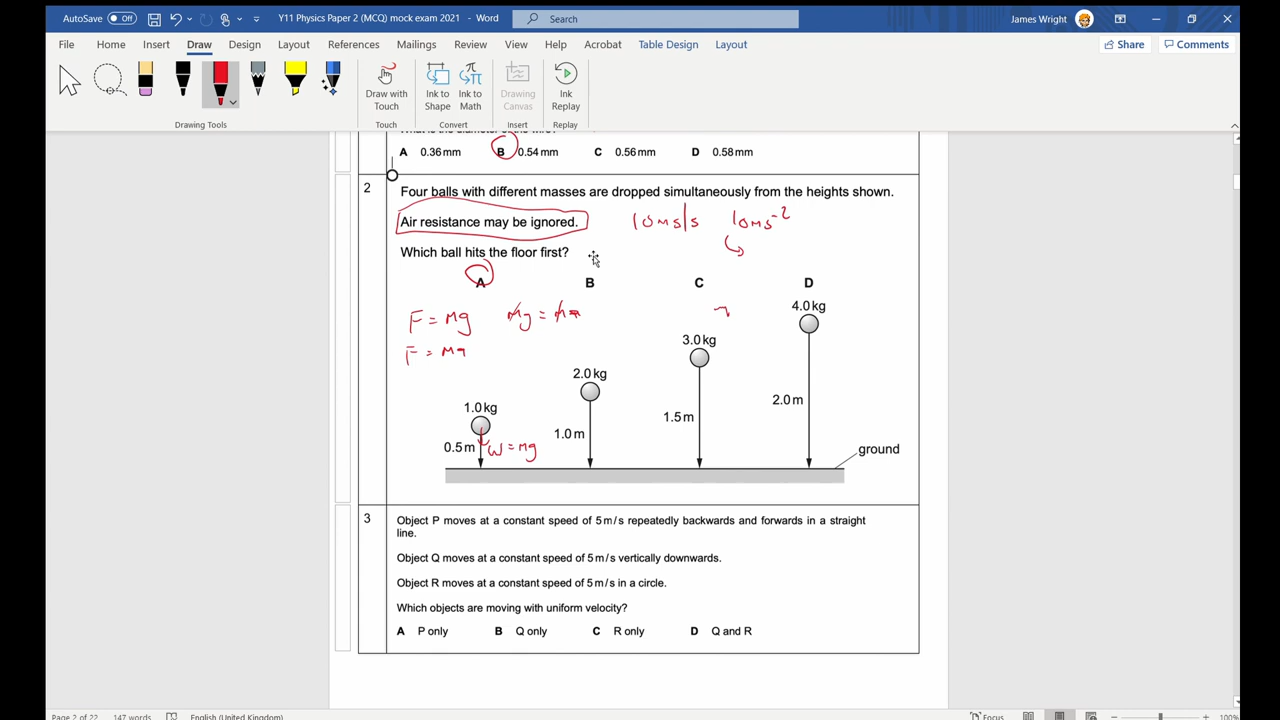 AutoSave Off Y11 Physics Paper 2 (MCQ) mock exam 2021 - Word Search James Wright
File Home Insert Draw Design Layout References Mailings Review View Help Acrobat Table Design Layout Share Comments
Draw with Touch Ink to Shape Ink to Math Drawing Canvas Ink Replay
Drawing Tools Touch Convert Insert Replay
A 0.36 mm B 0.54 mm C 0.56 mm D 0.58 mm
2 Four balls with different masses are dropped simultaneously from the heights shown.
Air resistance may be ignored. 10ms/s 10ms-2
Which ball hits the floor first?
A B C D
4.0 kg
F = mg
3.0 kg
F = ma
2.0 kg
2.0 m
1.0 kg
1.5 m
1.0 m
0.5 m W = mg ground
3 Object P moves at a constant speed of 5 m / s repeatedly backwards and forwards in a straight
line.
Object Q moves at a constant speed of 5 m / s vertically downwards.
Object R moves at a constant speed of 5 m / s in a circle.
Which objects are moving with uniform velocity?
A P only B Q only C R only D Q and R
Page 2 of 22 147 words English (United Kingdom) Focus 100%